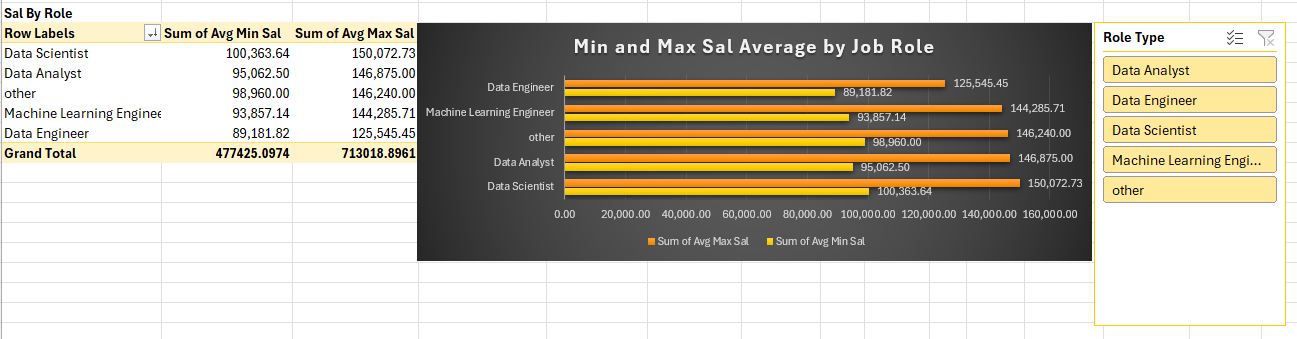 Sal By Role
Row Labels Sum of Avg Min Sal Sum of Avg Max Sal
Data Scientist 100,363.64 150,072.73
Data Analyst 95,062.50 146,875.00
other 98,960.00 146,240.00
Machine Learning Enginee 93,857.14 144,285.71
Data Engineer 89,181.82 125,545.45
Grand Total 477425.0974 713018.8961
Min and Max Sal Average by Job Role
Data Engineer 125,545.45
89,181.82
Machine Learning Engineer 144,285.71
93,857.14
other 146,240.00
98,960.00
Data Analyst 146,875.00
95,062.50
Data Scientist 150,072.73
100,363.64
0.00 20,000.00 40,000.00 60,000.00 80,000.00 100,000.00 120,000.00 140,000.00 160,000.00
Sum of Avg Max Sal Sum of Avg Min Sal
Role Type
Data Analyst
Data Engineer
Data Scientist
Machine Learning Engi...
other